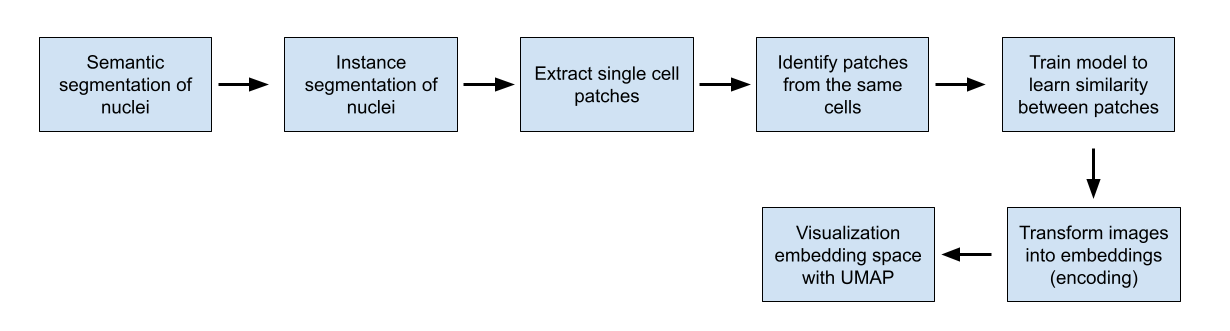 Semantic
segmentation of
nuclei
Instance
segmentation of
nuclei
Extract single cell
patches
Identify patches
from the same
cells
Train model to
learn similarity
between patches
Transform images
into embeddings
(encoding)
Visualization
embedding space
with UMAP